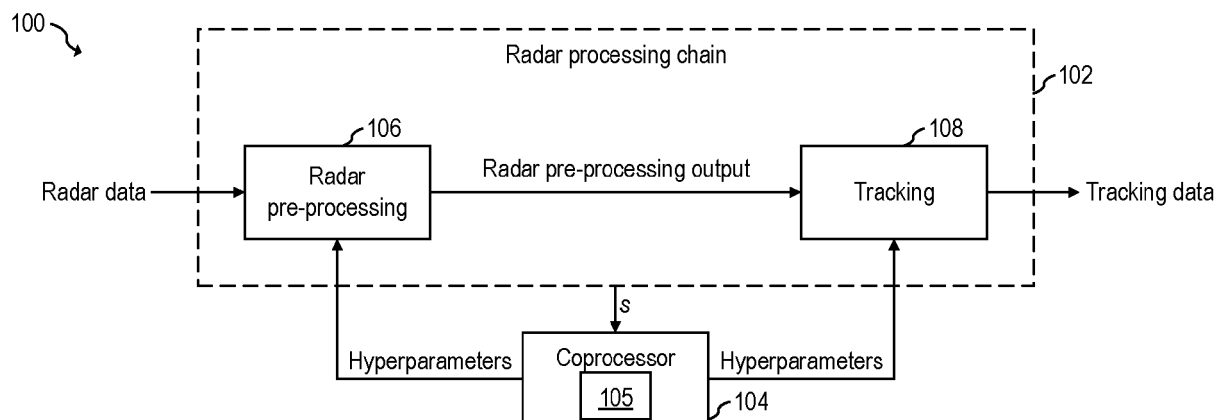 100
Radar processing chain
102
106
108
Radar data
Radar
pre-processing
Radar pre-processing output
Tracking
Tracking data
s
Hyperparameters
Coprocessor
Hyperparameters
105
104